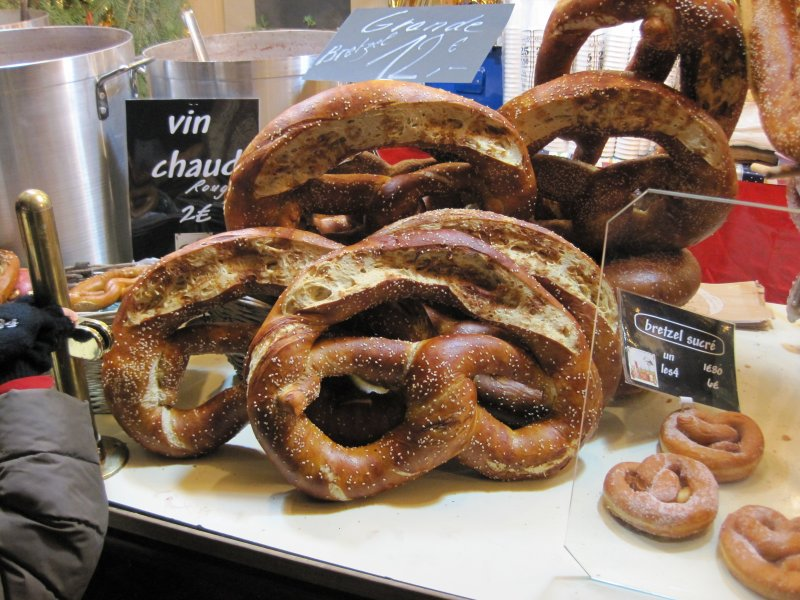 Grande
Bretzel 12€
vin
chaud
Rouge
2€
bretzel sucré
un 1€80
les4 6€